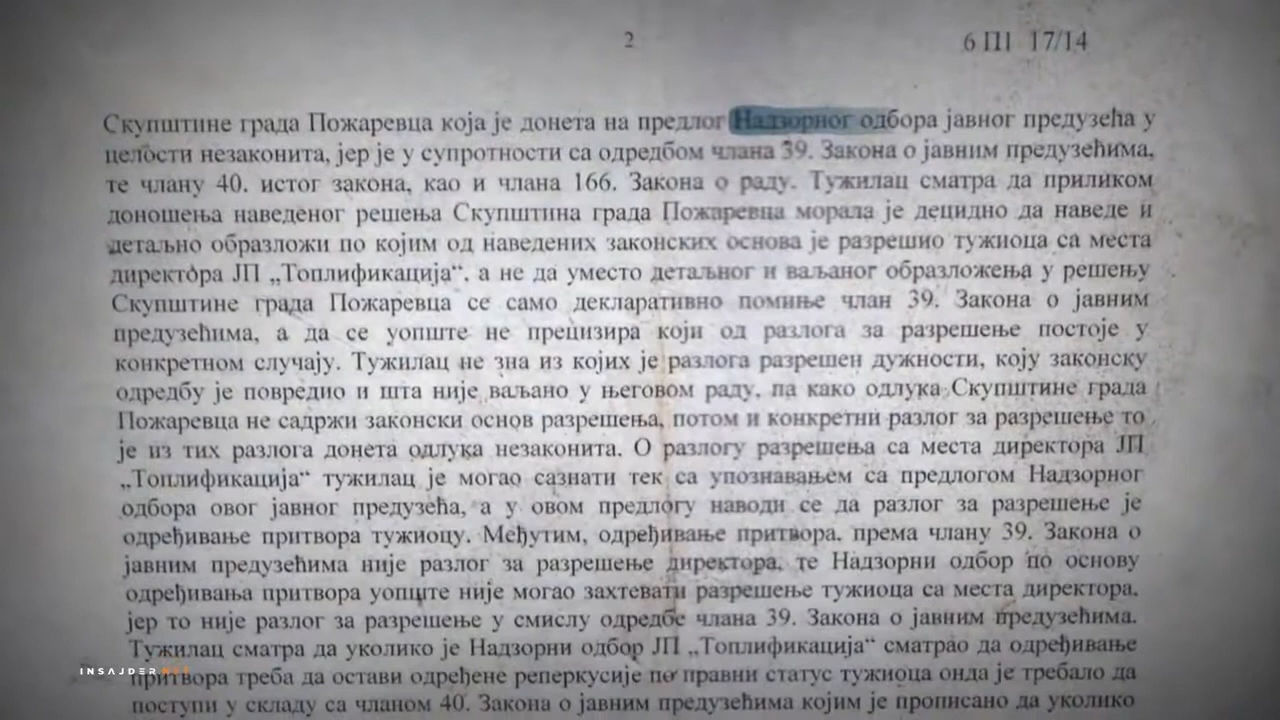 2
6 П1 17/14
Скупштине града Пожаревца која је донета на предлог Надзорног одбора јавног предузећа у
целости незаконита, јер је у супротности са одредбом члана 39. Закона о јавним предузећима,
те члану 40. истог закона, као и члана 166. Закона о раду. Тужилац сматра да приликом
доношења наведеног решења Скупштина града Пожаревца морала је децидно да наведе и
детаљно образложи по којим од наведених законских основа је разрешио тужиоца са места
директора ЈП „Топлификација“, а не да уместо детаљног и ваљаног образложења у решењу
Скупштине града Пожаревца се само декларативно помиње члан 39. Закона о јавним
предузећима, а да се уопште не прецизира који од разлога за разрешење постоје у
конкретном случају. Тужилац не зна из којих је разлога разрешен дужности, коју законску
одредбу је повредио и шта није ваљано у његовом раду, па како одлука Скупштине града
Пожаревца не садржи законски основ разрешења, потом и конкретни разлог за разрешење то
је из тих разлога донета одлука незаконита. О разлогу разрешења са места директора ЈП
„Топлификација“ тужилац је могао сазнати тек са упознавањем са предлогом Надзорног
одбора овог јавног предузећа, а у овом предлогу наводи се да разлог за разрешење је
одређивање притвора тужиоцу. Међутим, одређивање притвора, према члану 39. Закона о
јавним предузећима није разлог за разрешење директора, те Надзорни одбор по основу
одређивања притвора уопште није могао захтевати разрешење тужиоца са места директора,
јер то није разлог за разрешење у смислу одредбе члана 39. Закона о јавним предузећима.
Тужилац сматра да уколико је Надзорни одбор ЈП „Топлификација“ сматрао да одређивање
притвора треба да остави одређене реперкусије по правни статус тужиоца онда је требало да
поступи у складу са чланом 40. Закона о јавним предузећима којим је прописано да уколико
INSAJDER.NET